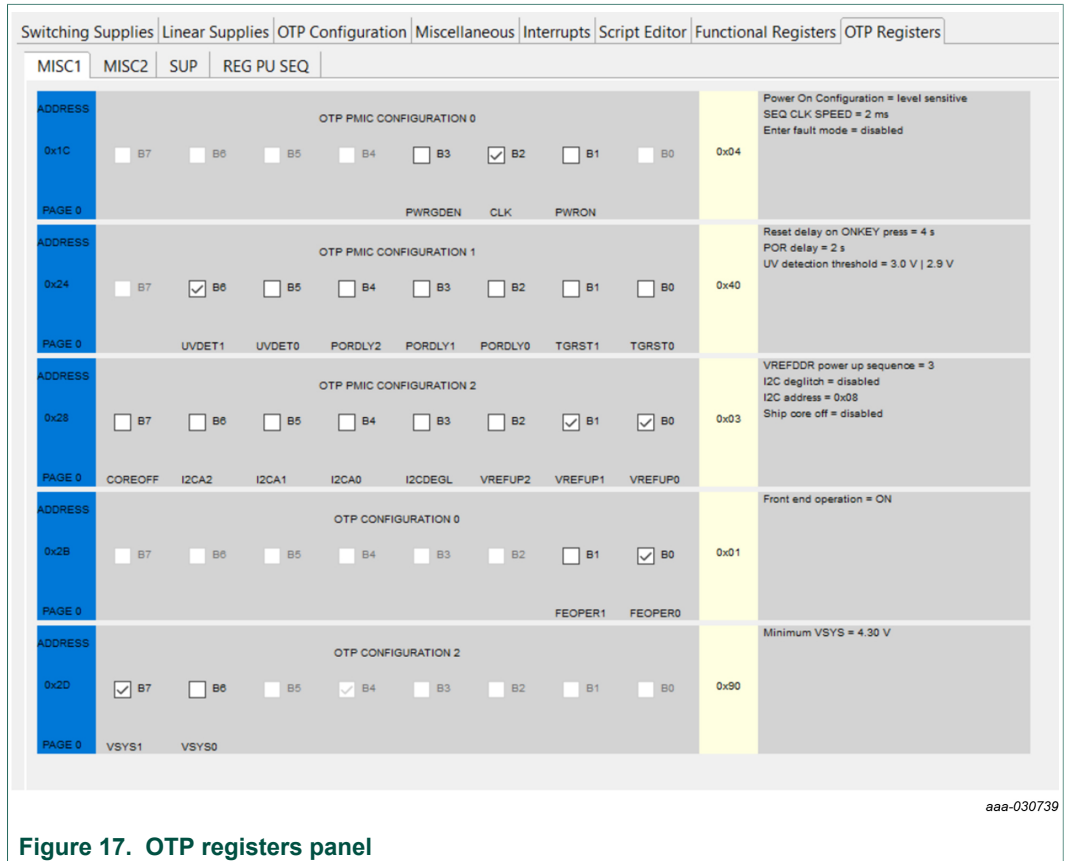 Switching Supplies Linear Supplies OTP Configuration Miscellaneous Interrupts Script Editor Functional Registers OTP Registers
MISC1 MISC2 SUP REG PU SEQ
ADDRESS
0x1C
PAGE 0
OTP PMIC CONFIGURATION 0
B7 B6 B5 B4 B3 B2 B1 B0
PWRGDEN CLK PWRON
0x04
Power On Configuration = level sensitive
SEQ CLK SPEED = 2 ms
Enter fault mode = disabled
ADDRESS
0x24
PAGE 0
OTP PMIC CONFIGURATION 1
B7 B6 B5 B4 B3 B2 B1 B0
UVDET1 UVDET0 PORDLY2 PORDLY1 PORDLY0 TGRST1 TGRST0
0x40
Reset delay on ONKEY press = 4 s
POR delay = 2 s
UV detection threshold = 3.0 V | 2.9 V
ADDRESS
0x28
PAGE 0
OTP PMIC CONFIGURATION 2
B7 B6 B5 B4 B3 B2 B1 B0
COREOFF I2CA2 I2CA1 I2CA0 I2CDEGL VREFUP2 VREFUP1 VREFUP0
0x03
VREFDDR power up sequence = 3
I2C deglitch = disabled
I2C address = 0x08
Ship core off = disabled
ADDRESS
0x2B
PAGE 0
OTP CONFIGURATION 0
B7 B6 B5 B4 B3 B2 B1 B0
FEOPER1 FEOPER0
0x01
Front end operation = ON
ADDRESS
0x2D
PAGE 0
OTP CONFIGURATION 2
B7 B6 B5 B4 B3 B2 B1 B0
VSYS1 VSYS0
0x90
Minimum VSYS = 4.30 V
aaa-030739
Figure 17. OTP registers panel